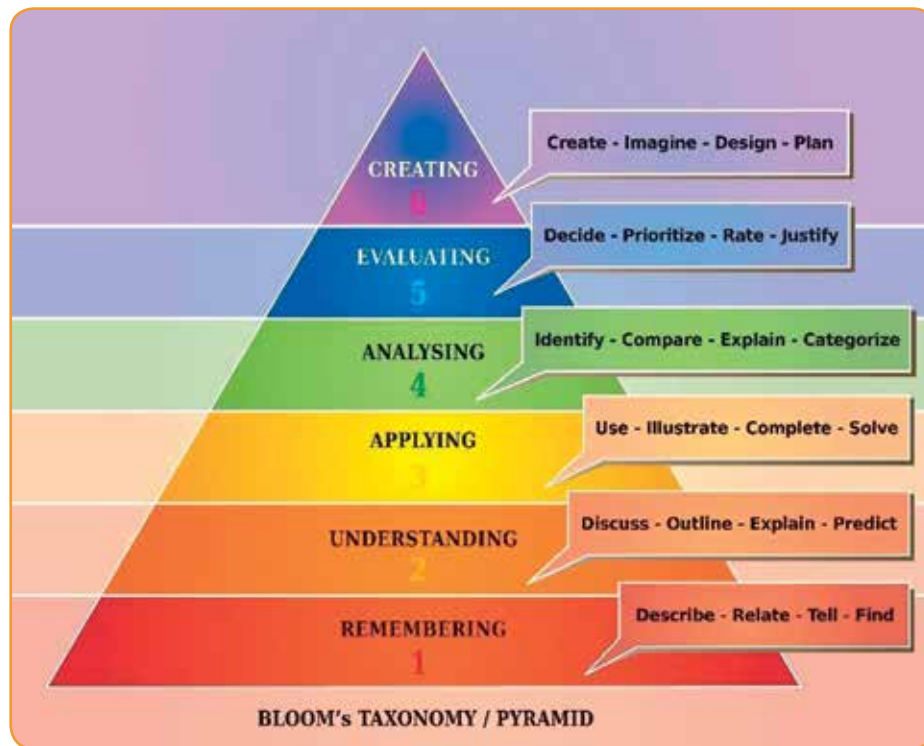 CREATING
6
Create - Imagine - Design - Plan
EVALUATING
5
Decide - Prioritize - Rate - Justify
ANALYSING
4
Identify - Compare - Explain - Categorize
APPLYING
3
Use - Illustrate - Complete - Solve
UNDERSTANDING
2
Discuss - Outline - Explain - Predict
REMEMBERING
1
Describe - Relate - Tell - Find
BLOOM's TAXONOMY / PYRAMID